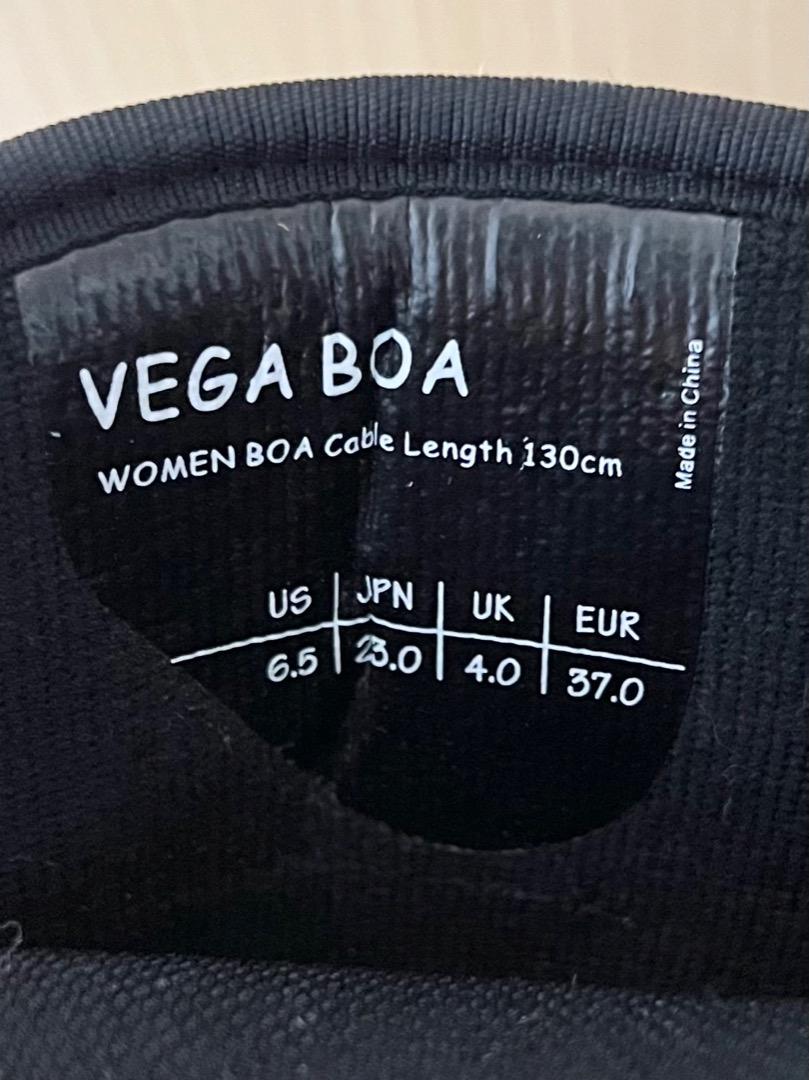 VEGA BOA
WOMEN BOA Cable Length 130cm
Made in China
US JPN UK EUR
6.5 23.0 4.0 37.0